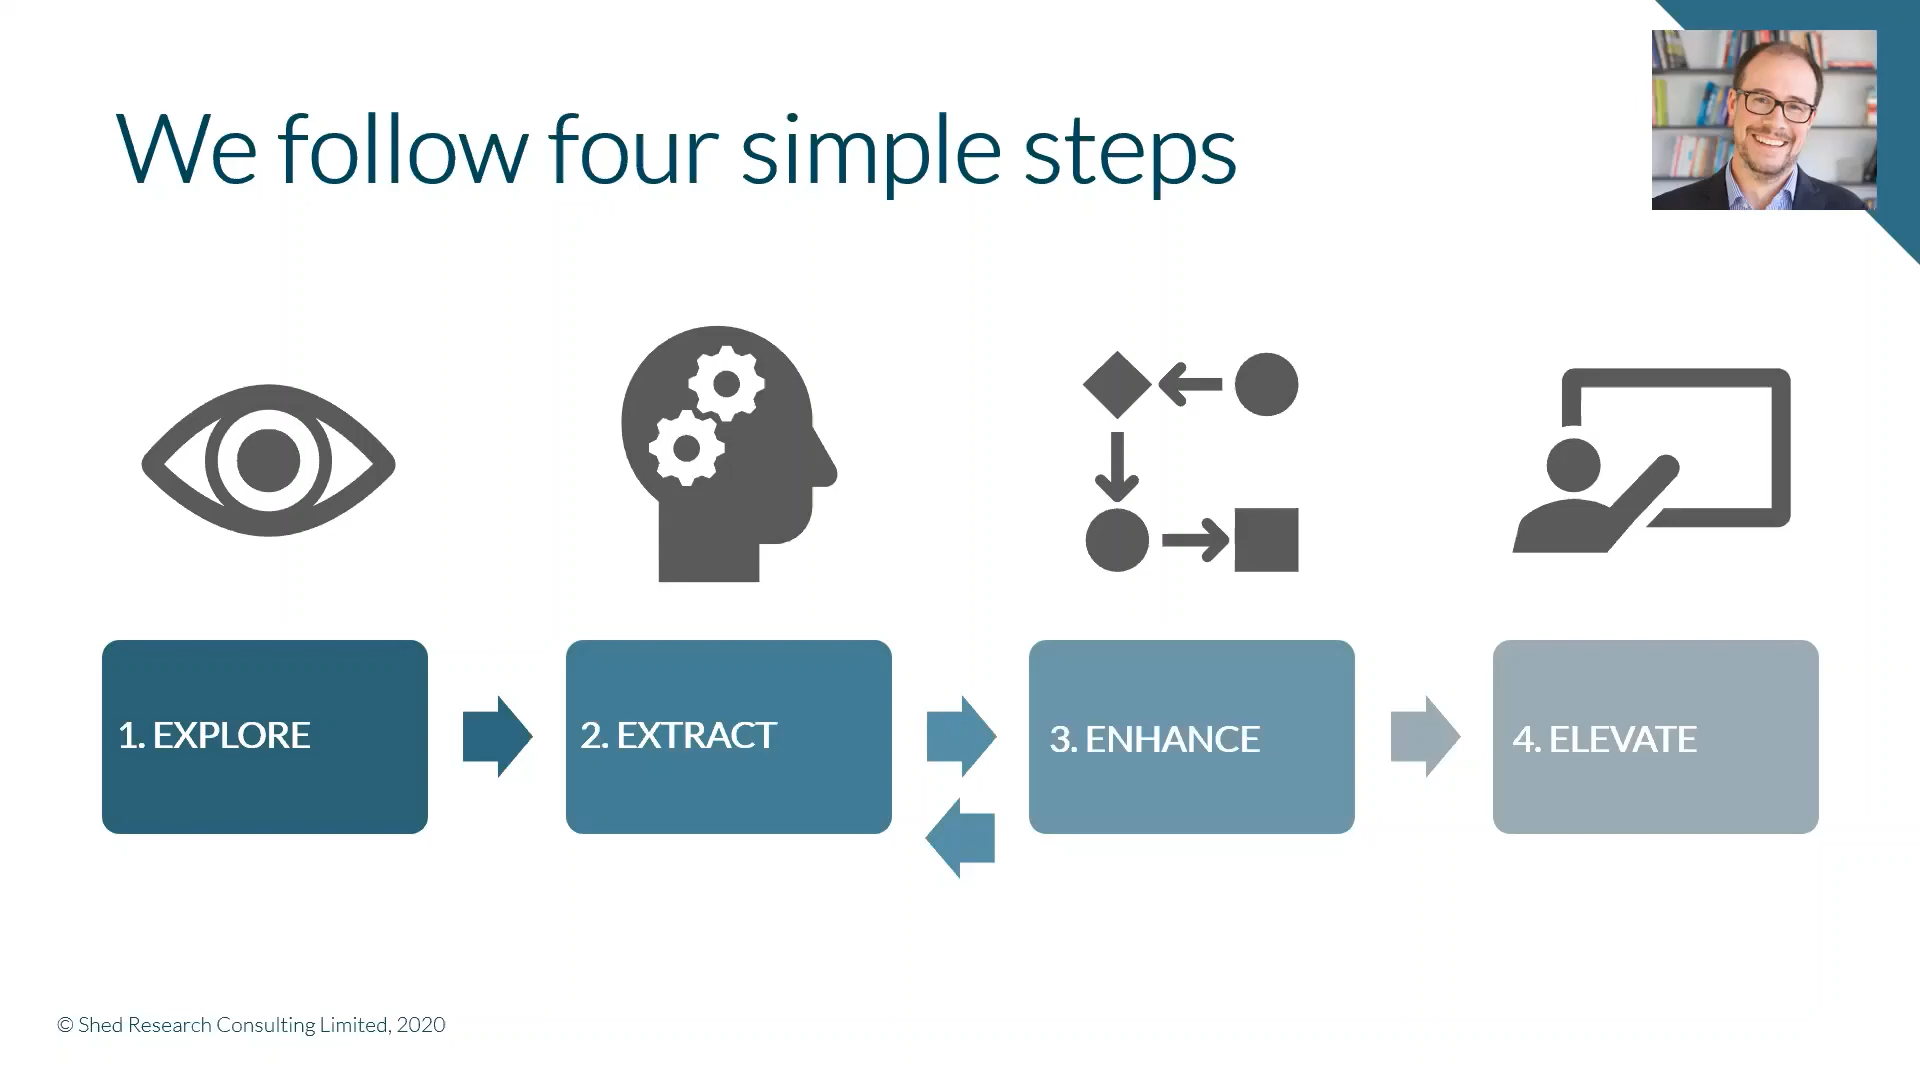 We follow four simple steps
1. EXPLORE
2. EXTRACT
3. ENHANCE
4. ELEVATE
© Shed Research Consulting Limited, 2020